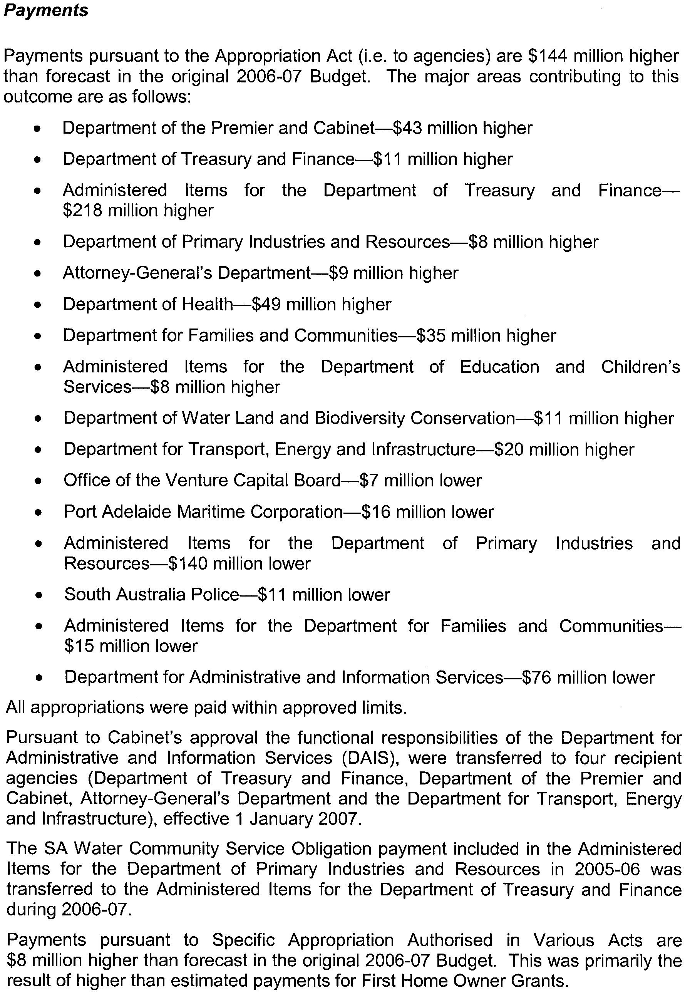 Payments
Payments pursuant to the Appropriation Act (i.e. to agencies) are $144 million higher
than forecast in the original 2006-07 Budget. The major areas contributing to this
outcome are as follows:
• Department of the Premier and Cabinet—$43 million higher
• Department of Treasury and Finance—$11 million higher
• Administered Items for the Department of Treasury and Finance—
$218 million higher
• Department of Primary Industries and Resources—$8 million higher
• Attorney-General's Department—$9 million higher
• Department of Health—$49 million higher
• Department for Families and Communities—$35 million higher
• Administered Items for the Department of Education and Children's
Services—$8 million higher
• Department of Water Land and Biodiversity Conservation—$11 million higher
• Department for Transport, Energy and Infrastructure—$20 million higher
• Office of the Venture Capital Board—$7 million lower
• Port Adelaide Maritime Corporation—$16 million lower
• Administered Items for the Department of Primary Industries and
Resources—$140 million lower
• South Australia Police—$11 million lower
• Administered Items for the Department for Families and Communities—
$15 million lower
• Department for Administrative and Information Services—$76 million lower
All appropriations were paid within approved limits.
Pursuant to Cabinet's approval the functional responsibilities of the Department for
Administrative and Information Services (DAIS), were transferred to four recipient
agencies (Department of Treasury and Finance, Department of the Premier and
Cabinet, Attorney-General's Department and the Department for Transport, Energy
and Infrastructure), effective 1 January 2007.
The SA Water Community Service Obligation payment included in the Administered
Items for the Department of Primary Industries and Resources in 2005-06 was
transferred to the Administered Items for the Department of Treasury and Finance
during 2006-07.
Payments pursuant to Specific Appropriation Authorised in Various Acts are
$8 million higher than forecast in the original 2006-07 Budget. This was primarily the
result of higher than estimated payments for First Home Owner Grants.